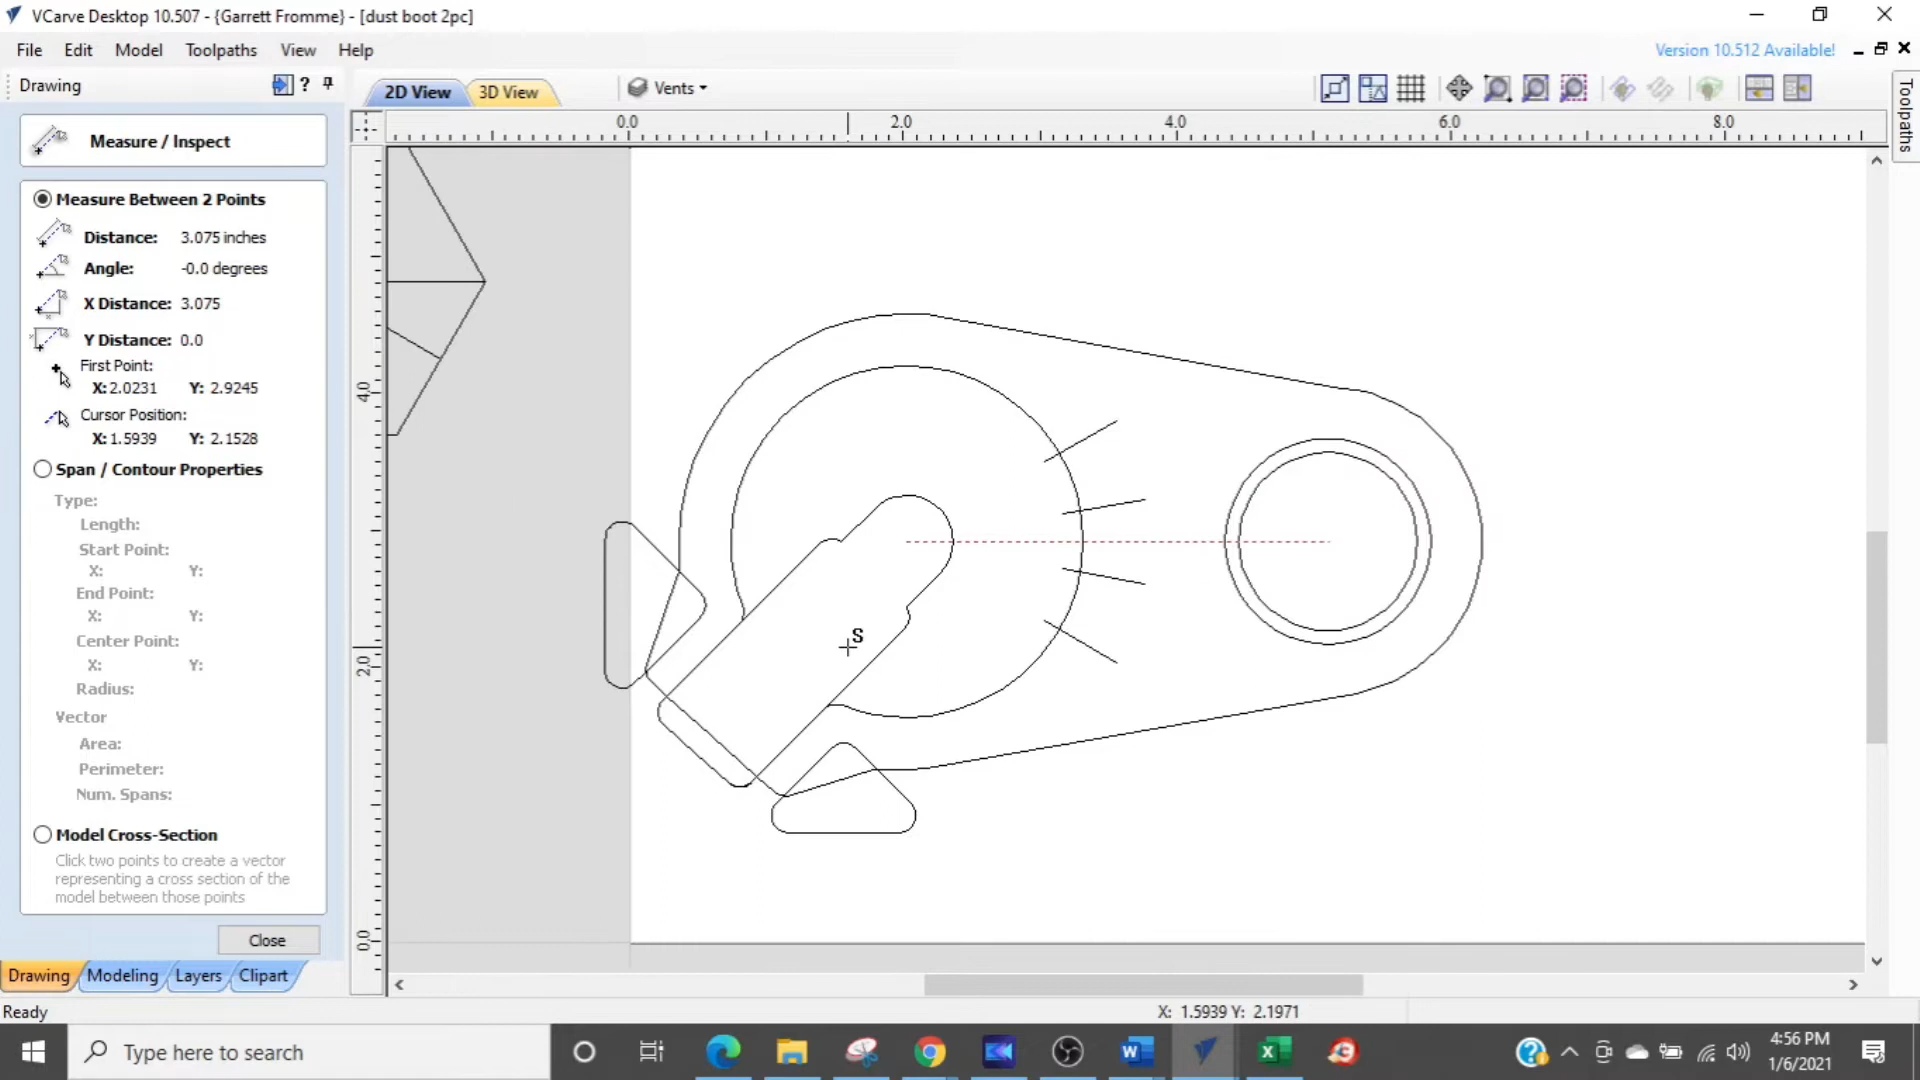 VCarve Desktop 10.507 - {Garrett Fromme} - [dust boot 2pc]
File Edit Model Toolpaths View Help
Version 10.512 Available!
Drawing
?
2D View 3D View
Vents
Toolpaths
Measure / Inspect
0.0 2.0 4.0 6.0 8.0
4.0
2.0
0.0
Measure Between 2 Points
Distance: 3.075 inches
Angle: -0.0 degrees
X Distance: 3.075
Y Distance: 0.0
First Point:
X: 2.0231 Y: 2.9245
Cursor Position:
X: 1.5939 Y: 2.1528
Span / Contour Properties
Type:
Length:
Start Point:
X: Y:
End Point:
X: Y:
Center Point:
X: Y:
Radius:
Vector
Area:
Perimeter:
Num. Spans:
Model Cross-Section
Click two points to create a vector
representing a cross section of the
model between those points
S
Close
Drawing Modeling Layers Clipart
Ready
X: 1.5939 Y: 2.1971
Type here to search
4:56 PM
1/6/2021